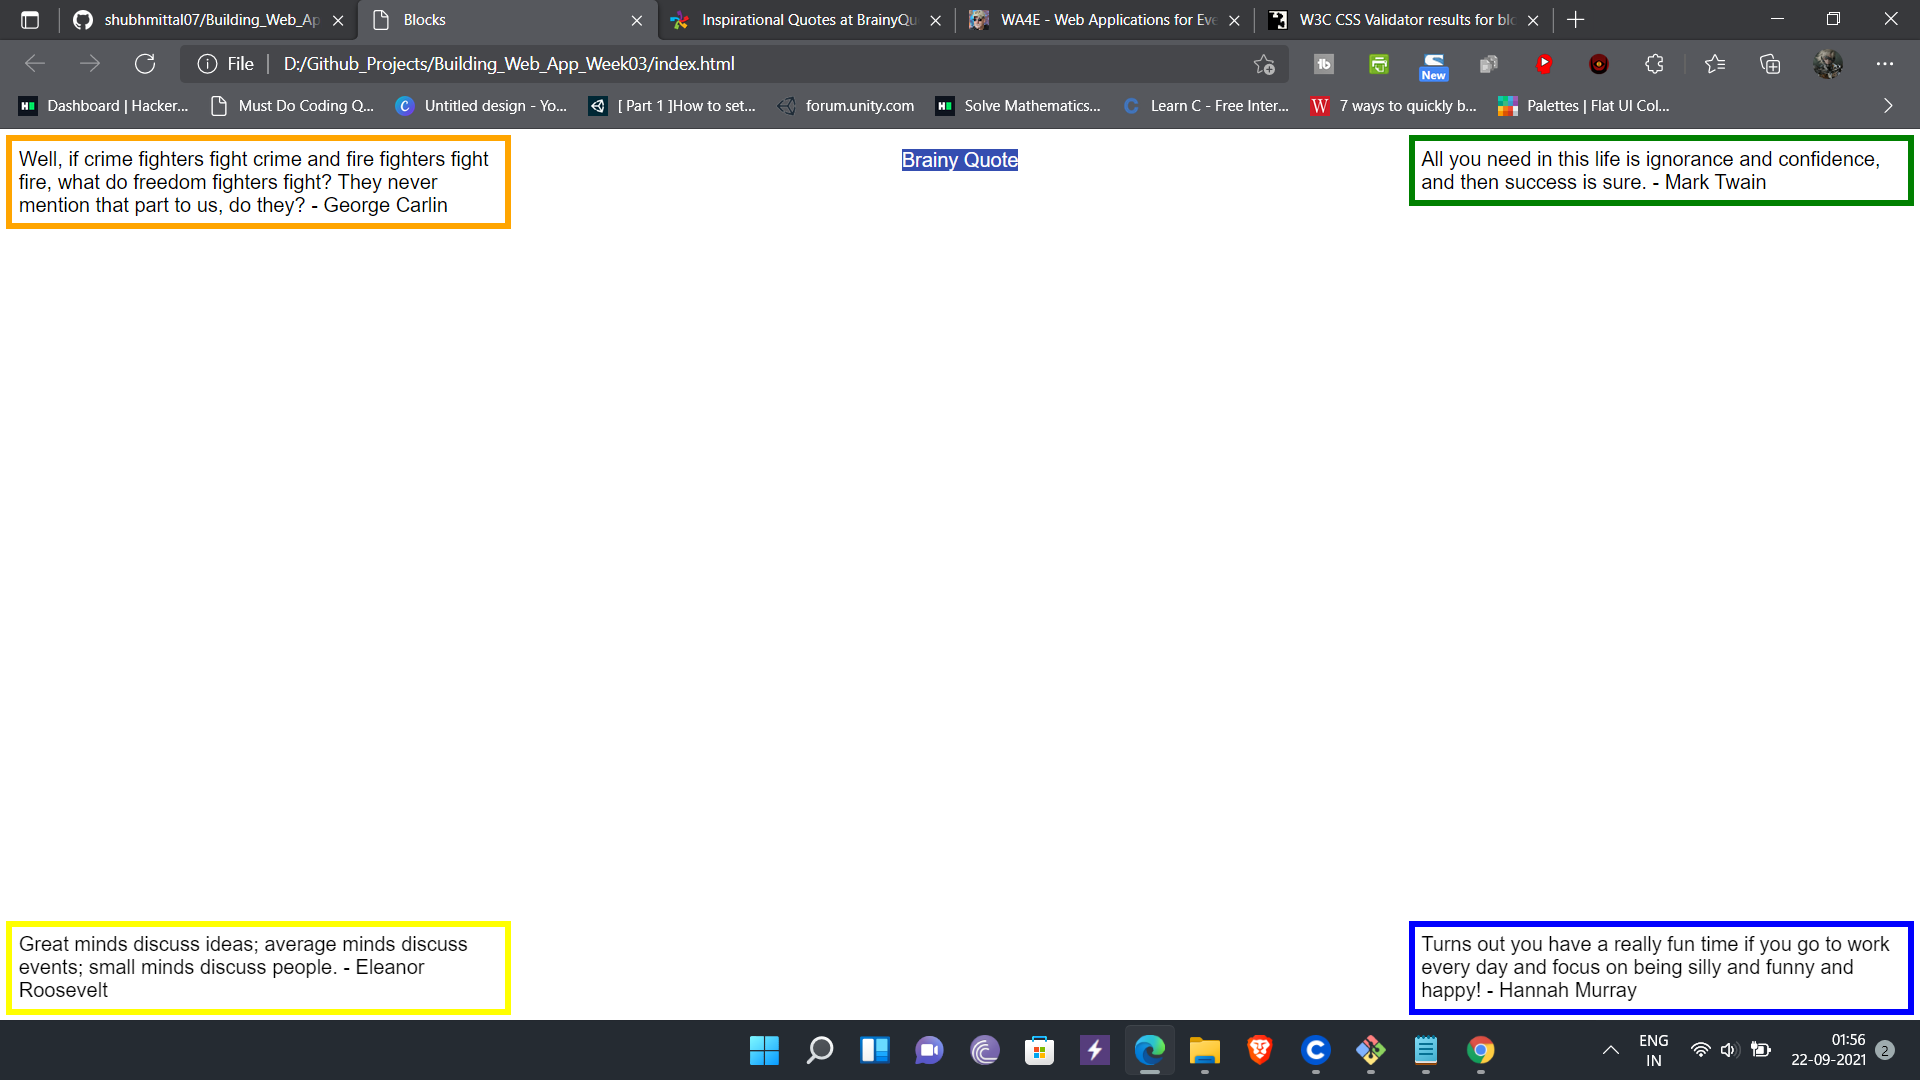 shubhmittal07/Building_Web_Ap
Blocks
Inspirational Quotes at BrainyQu
WA4E - Web Applications for Eve
W3C CSS Validator results for blo
File
D:/Github_Projects/Building_Web_App_Week03/index.html
New
Dashboard | Hacker...
Must Do Coding Q...
Untitled design - Yo...
[ Part 1 ]How to set...
forum.unity.com
Solve Mathematics...
Learn C - Free Inter...
7 ways to quickly b...
Palettes | Flat UI Col...
Well, if crime fighters fight crime and fire fighters fight
fire, what do freedom fighters fight? They never
mention that part to us, do they? - George Carlin
Brainy Quote
All you need in this life is ignorance and confidence,
and then success is sure. - Mark Twain
Great minds discuss ideas; average minds discuss
events; small minds discuss people. - Eleanor
Roosevelt
Turns out you have a really fun time if you go to work
every day and focus on being silly and funny and
happy! - Hannah Murray
ENG
IN
01:56
22-09-2021
2